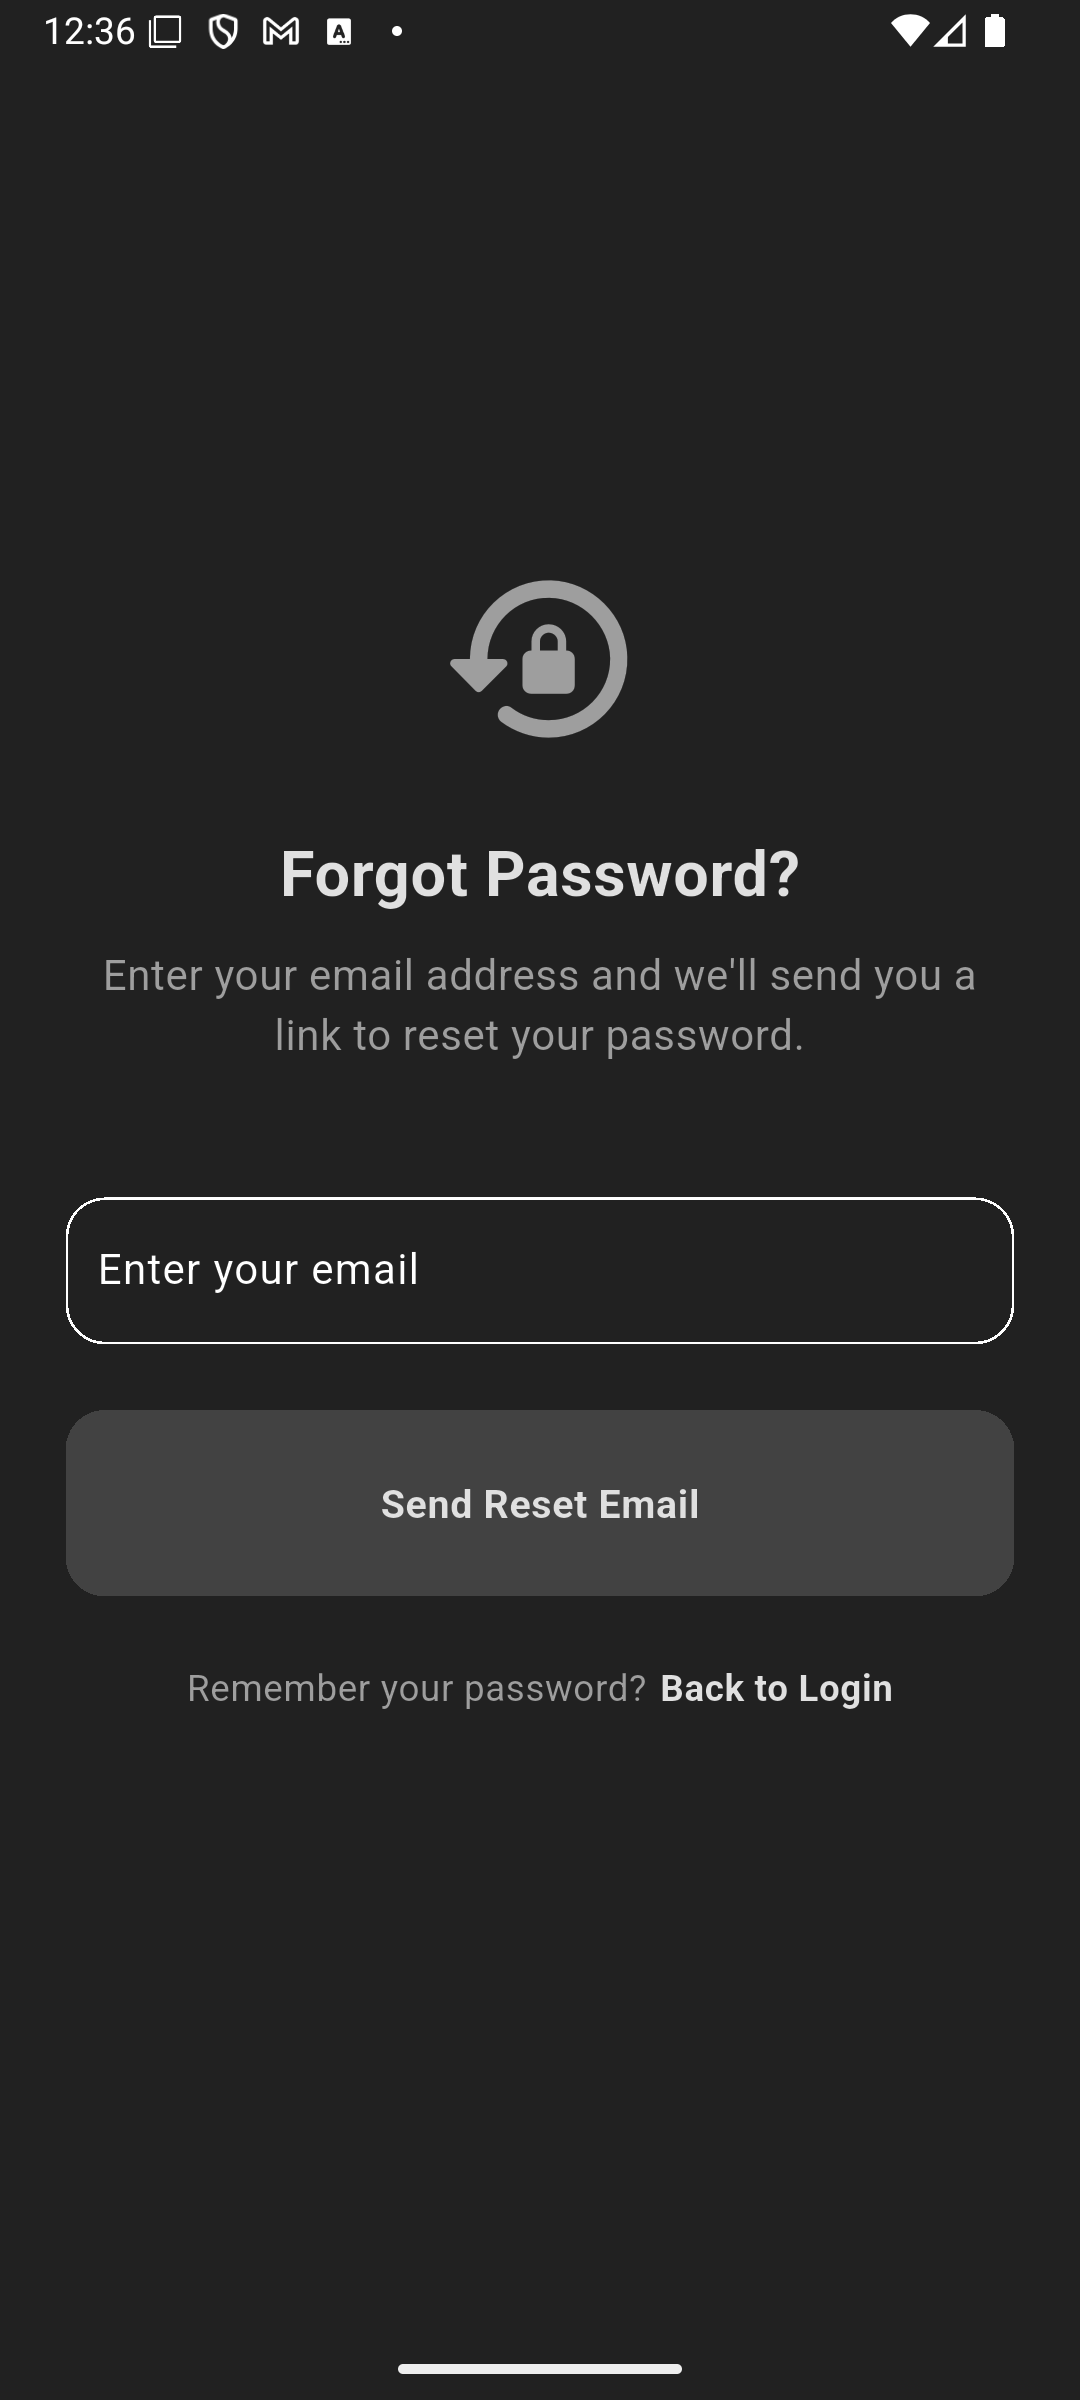 12:36
Forgot Password?
Enter your email address and we'll send you a
link to reset your password.
Enter your email
Send Reset Email
Remember your password? Back to Login